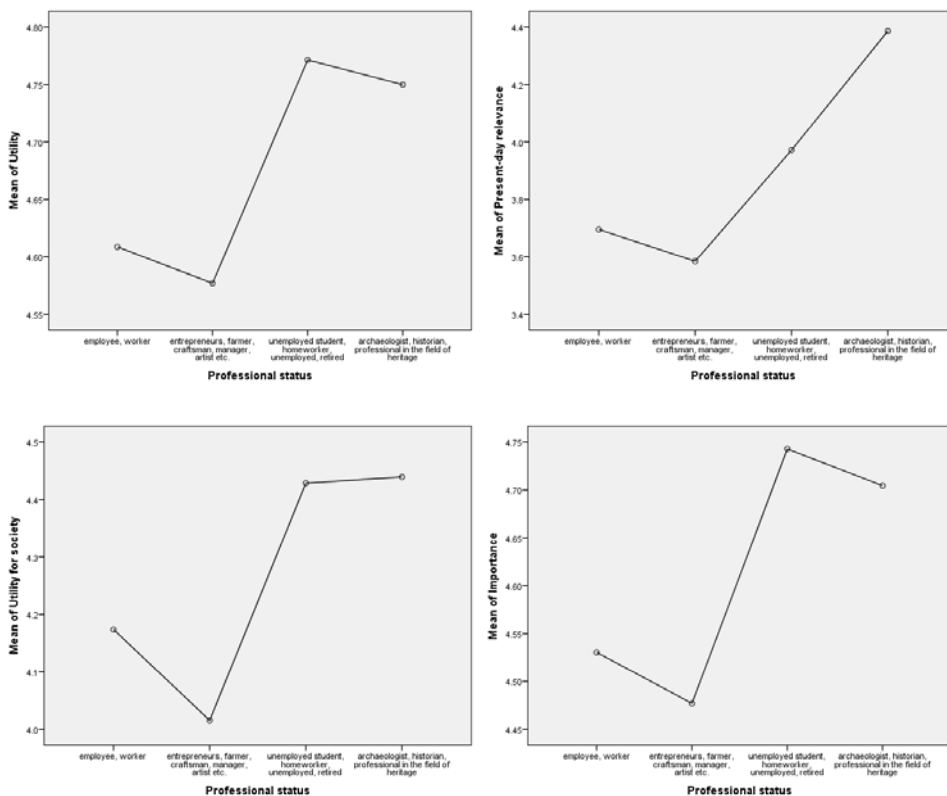 4.80
4.75
4.70
4.65
4.60
4.55
Mean of Utility
employee, worker
entrepreneurs, farmer,
craftsman, manager,
artist etc.
unemployed student,
homeworker,
unemployed, retired
archaeologist, historian,
professional in the field of
heritage
Professional status
4.4
4.2
4.0
3.8
3.6
3.4
Mean of Present-day relevance
employee, worker
entrepreneurs, farmer,
craftsman, manager,
artist etc.
unemployed student,
homeworker,
unemployed, retired
archaeologist, historian,
professional in the field of
heritage
Professional status
4.5
4.4
4.3
4.2
4.1
4.0
Mean of Utility for society
employee, worker
entrepreneurs, farmer,
craftsman, manager,
artist etc.
unemployed student,
homeworker,
unemployed, retired
archaeologist, historian,
professional in the field of
heritage
Professional status
4.75
4.70
4.65
4.60
4.55
4.50
4.45
Mean of Importance
employee, worker
entrepreneurs, farmer,
craftsman, manager,
artist etc.
unemployed student,
homeworker,
unemployed, retired
archaeologist, historian,
professional in the field of
heritage
Professional status